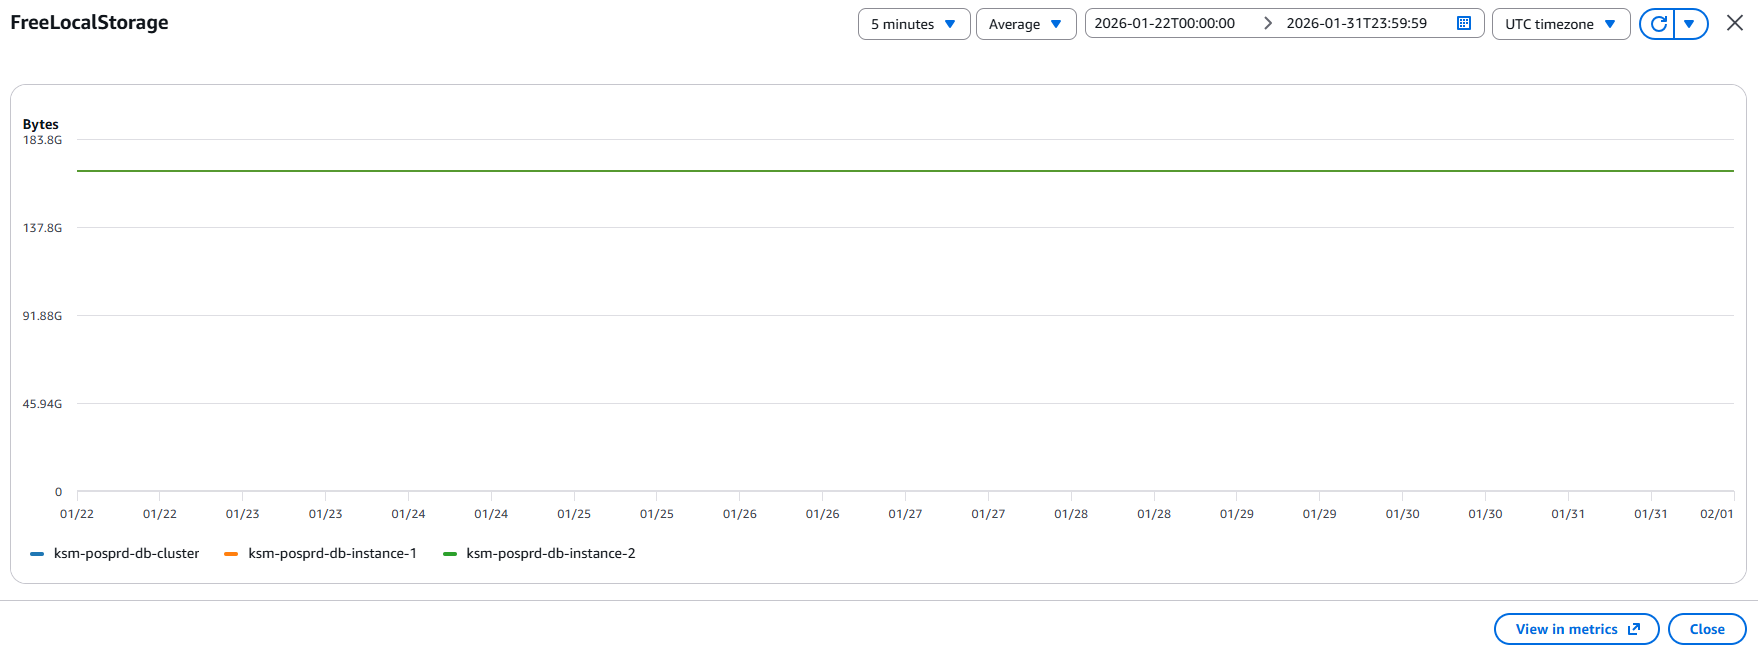 FreeLocalStorage
5 minutes Average 2026-01-22T00:00:00 2026-01-31T23:59:59 UTC timezone
Bytes
183.8G
137.8G
91.88G
45.94G
0
01/22 01/22 01/23 01/23 01/24 01/24 01/25 01/25 01/26 01/26 01/27 01/27 01/28 01/28 01/29 01/29 01/30 01/30 01/31 01/31 02/01
ksm-posprd-db-cluster ksm-posprd-db-instance-1 ksm-posprd-db-instance-2
View in metrics Close